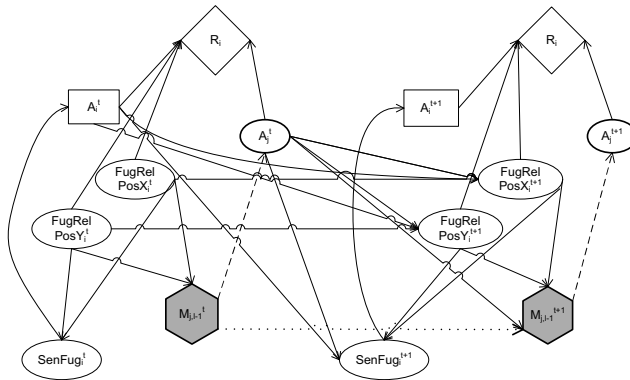 R_i
R_i
A_i^t
A_i^{t+1}
A_j^t
A_j^{t+1}
FugRel
PosX_i^t
FugRel
PosX_i^{t+1}
FugRel
PosY_i^t
FugRel
PosY_i^{t+1}
M_{j,l-1}^t
M_{j,l-1}^{t+1}
SenFug_i^t
SenFug_i^{t+1}